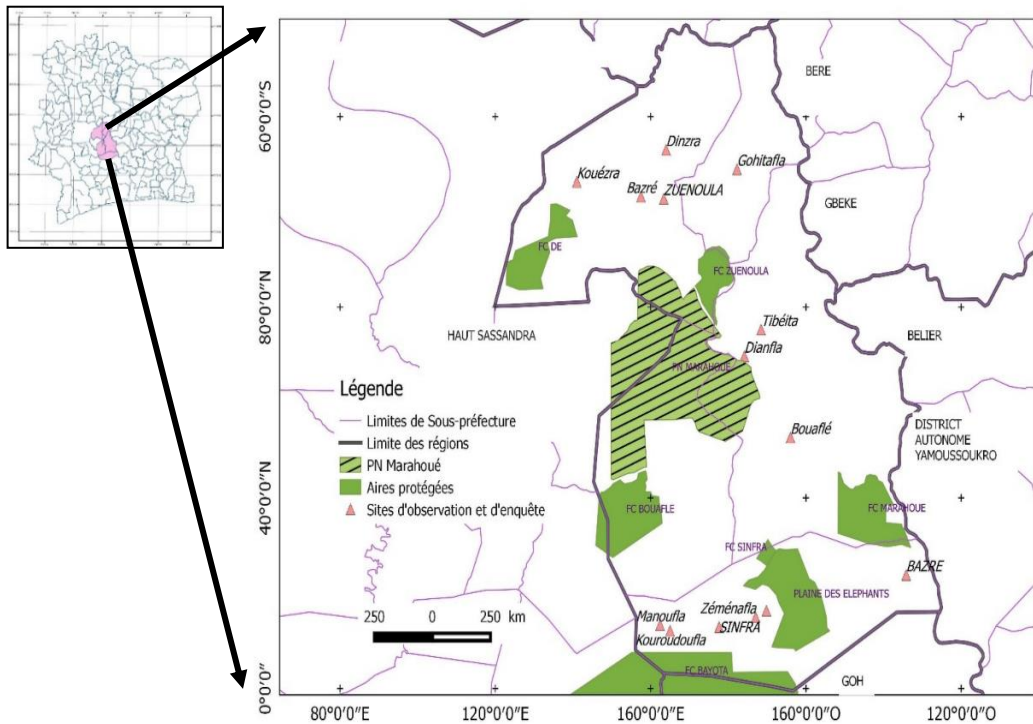 60°0'0"S
80°0'0"N
40°0'0"N
0°0'0"
BERE
Dinzra
Gohitafla
Kouézra
Bazré
ZUENOULA
GBEKE
FC DE
FC ZUENOULA
HAUT SASSANDRA
Tibéita
BELIER
Dianfla
PN MARAHOUE
Légende
Limites de Sous-préfecture
Limite des régions
PN Marahoué
Aires protégées
Sites d'observation et d'enquête
Bouaflé
DISTRICT
AUTONOME
YAMOUSSOUKRO
FC BOUAFLE
FC MARAHOUE
FC SINFRA
BAZRE
PLAINE DES ELEPHANTS
250 0 250 km
Manoufla
Zéménafla
SINFRA
Kouroudoufla
FC BAYOTA
GOH
80°0'0"O
120°0'0"O
160°0'0"O
160°0'0"O
120°0'0"O